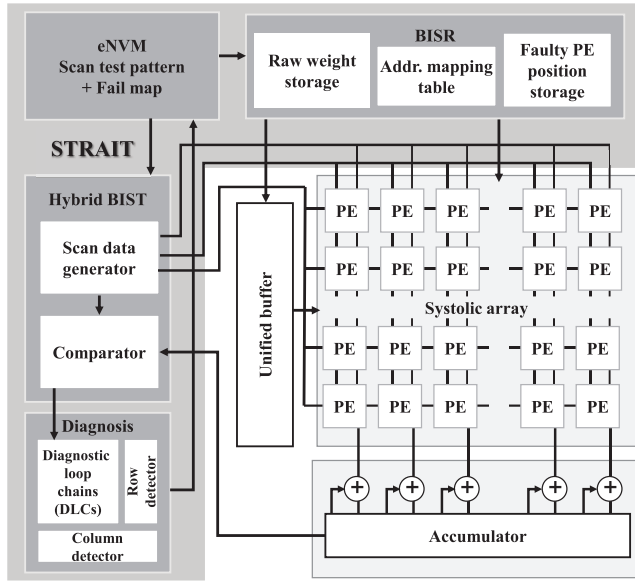 eNVM
Scan test pattern
+ Fail map
BISR
Raw weight
storage
Addr. mapping
table
Faulty PE
position
storage
STRAIT
Hybrid BIST
Scan data
generator
Comparator
Unified buffer
PE PE PE PE PE
PE PE PE PE PE
Systolic array
PE PE PE PE PE
PE PE PE PE PE
Diagnosis
Diagnostic
loop
chains
(DLCs)
Row
detector
Column
detector
+ + + + +
Accumulator